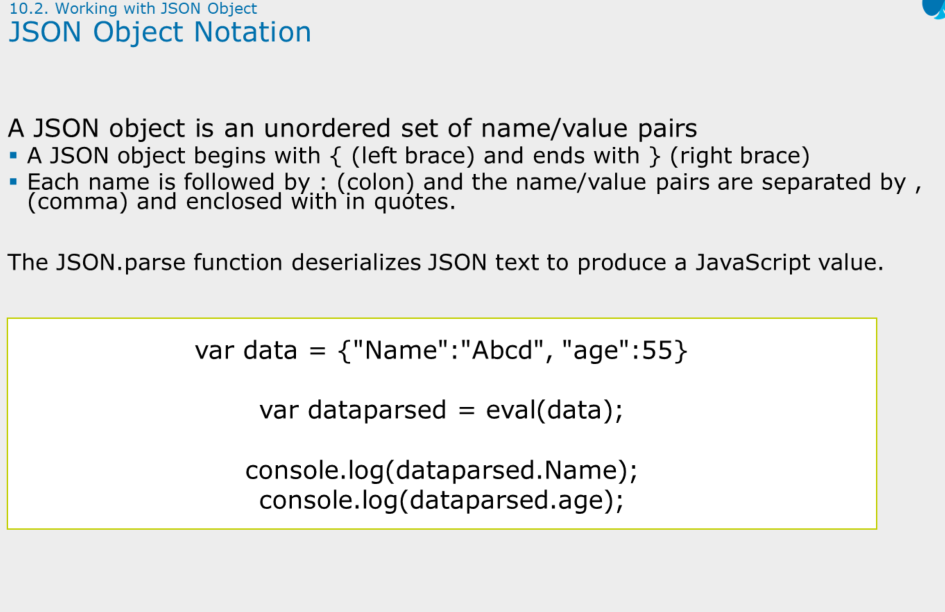 10.2. Working with JSON Object
JSON Object Notation
A JSON object is an unordered set of name/value pairs
▪ A JSON object begins with { (left brace) and ends with } (right brace)
▪ Each name is followed by : (colon) and the name/value pairs are separated by ,
(comma) and enclosed with in quotes.
The JSON.parse function deserializes JSON text to produce a JavaScript value.
var data = {"Name":"Abcd", "age":55}
var dataparsed = eval(data);
console.log(dataparsed.Name);
console.log(dataparsed.age);